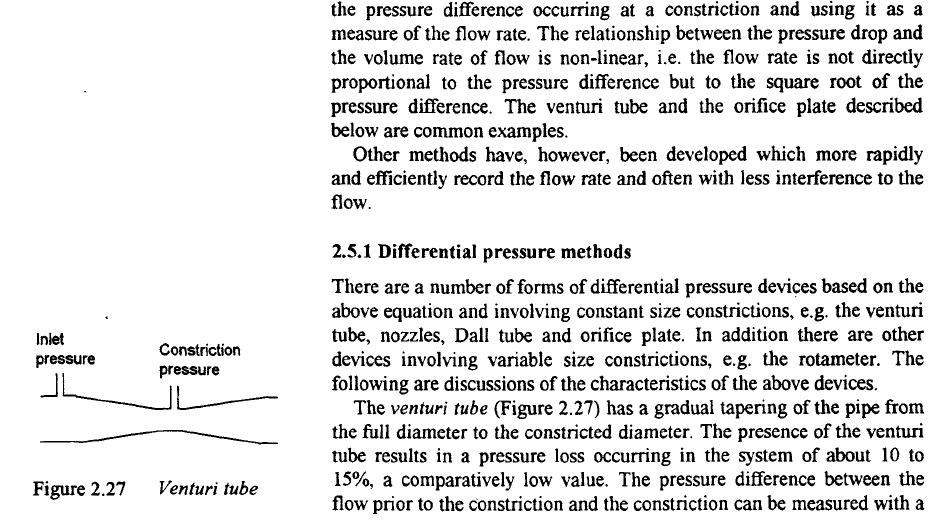 the pressure difference occurring at a constriction and using it as a
measure of the flow rate. The relationship between the pressure drop and
the volume rate of flow is non-linear, i.e. the flow rate is not directly
proportional to the pressure difference but to the square root of the
pressure difference. The venturi tube and the orifice plate described
below are common examples.
Other methods have, however, been developed which more rapidly
and efficiently record the flow rate and often with less interference to the
flow.
2.5.1 Differential pressure methods
There are a number of forms of differential pressure devices based on the
above equation and involving constant size constrictions, e.g. the venturi
tube, nozzles, Dall tube and orifice plate. In addition there are other
devices involving variable size constrictions, e.g. the rotameter. The
following are discussions of the characteristics of the above devices.
The venturi tube (Figure 2.27) has a gradual tapering of the pipe from
the full diameter to the constricted diameter. The presence of the venturi
tube results in a pressure loss occurring in the system of about 10 to
15%, a comparatively low value. The pressure difference between the
flow prior to the constriction and the constriction can be measured with a
Inlet
pressure
Constriction
pressure
Figure 2.27 Venturi tube